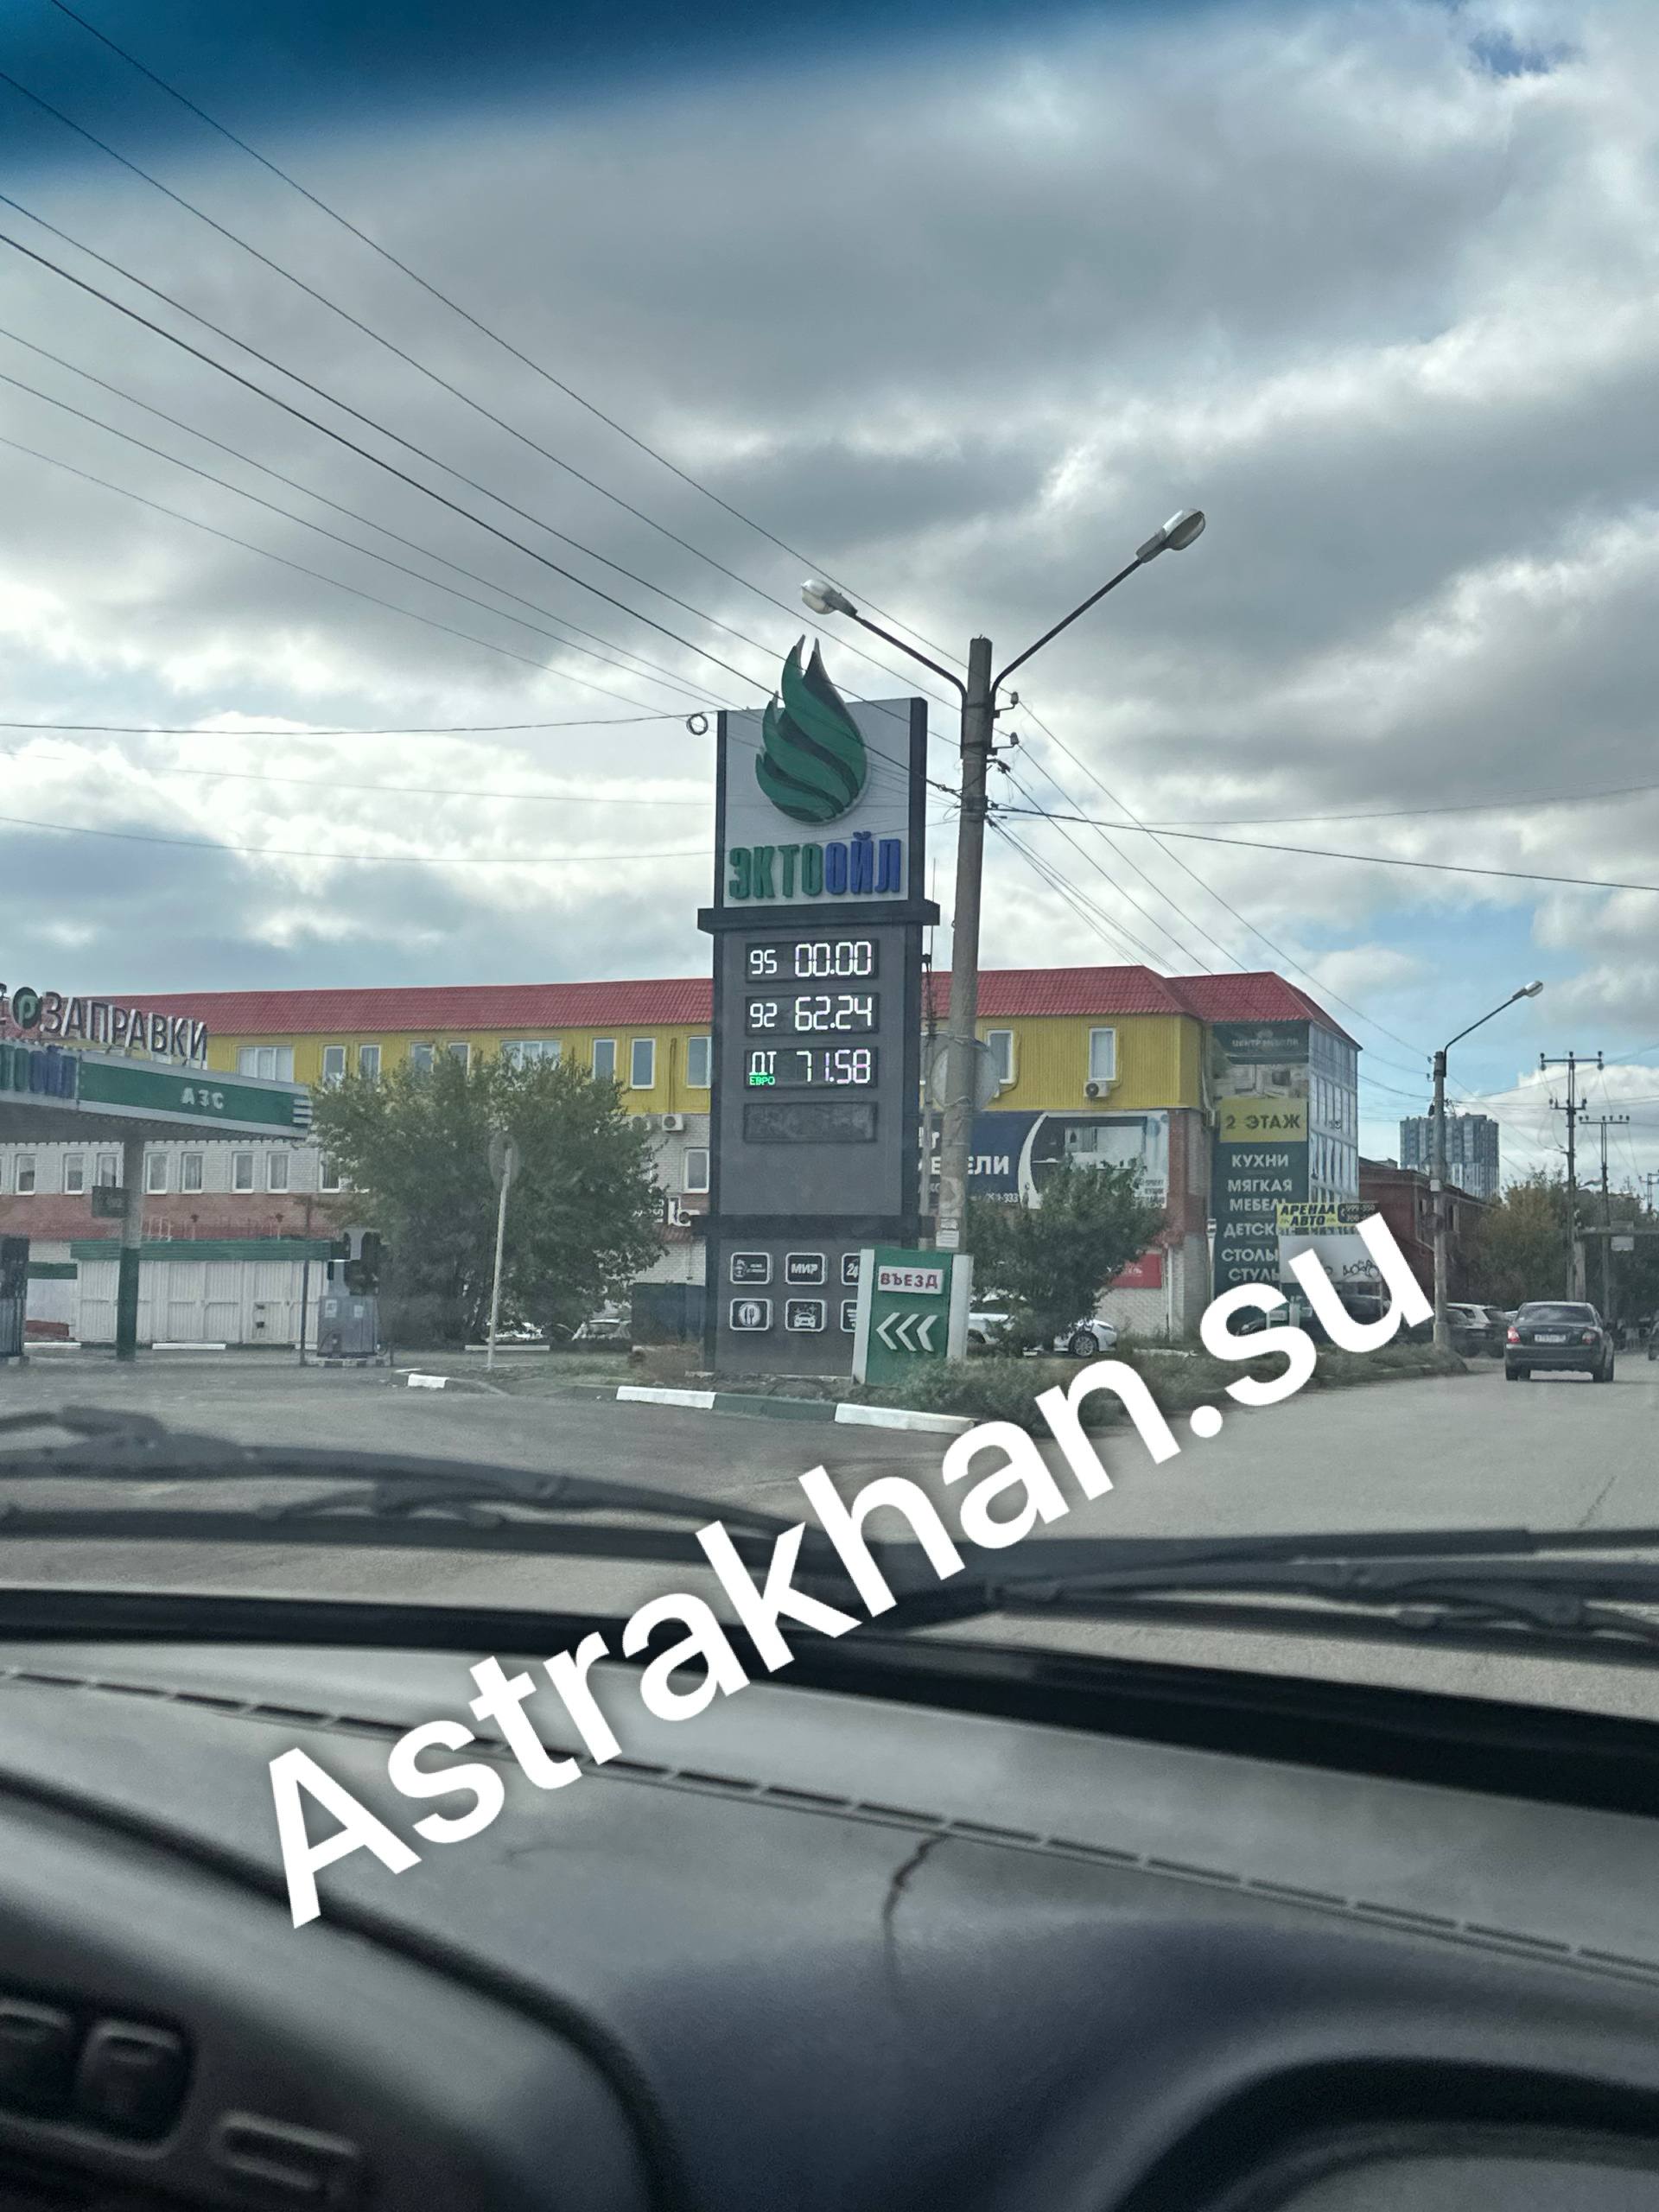 ЭКТООЙЛ
95 00.00
92 62.24
ДТ 71.58
ЕВРО
ЗАПРАВКИ
АЗС
2 ЭТАЖ
КУХНИ
МЯГКАЯ
МЕБЕЛ
АРЕНДА
АВТО
МИР
ВЪЕЗД
Astrakhan.su